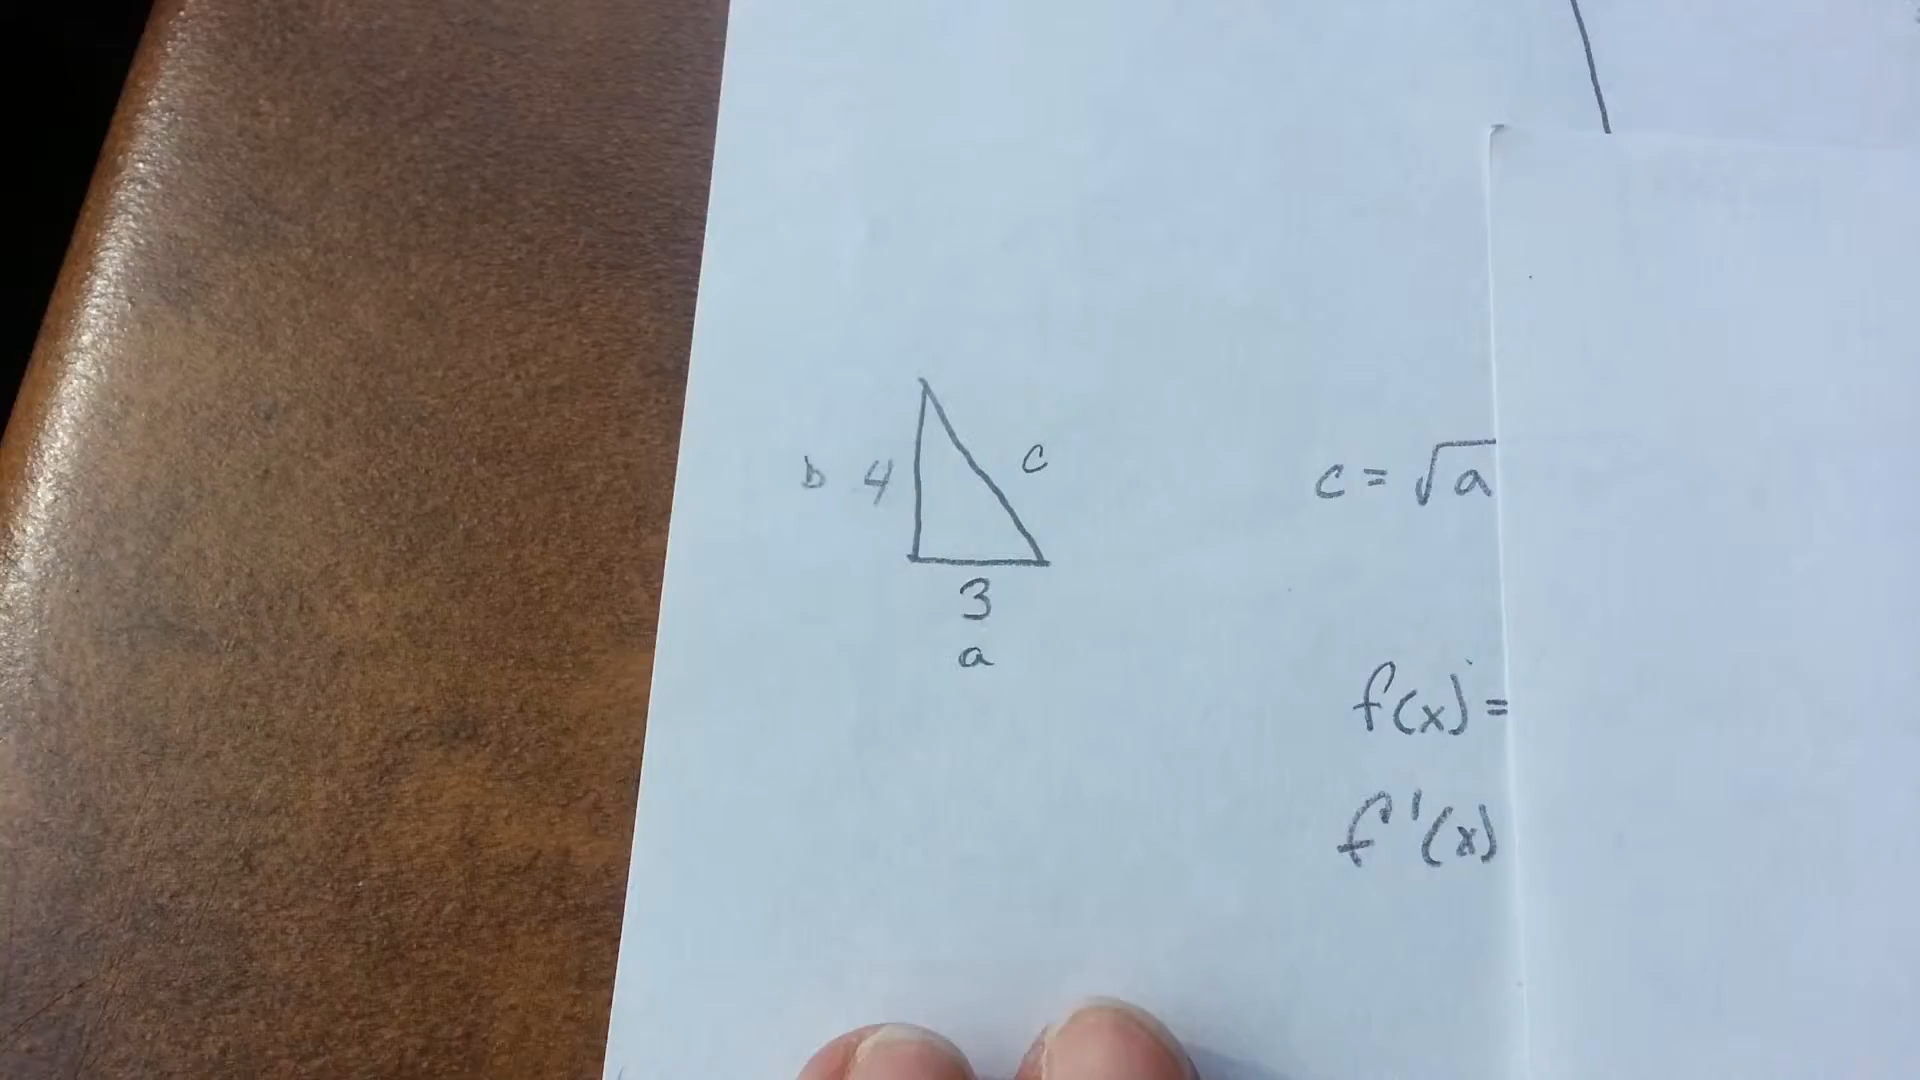 b 4 c
3
a
c = √a
f(x) =
f'(x)